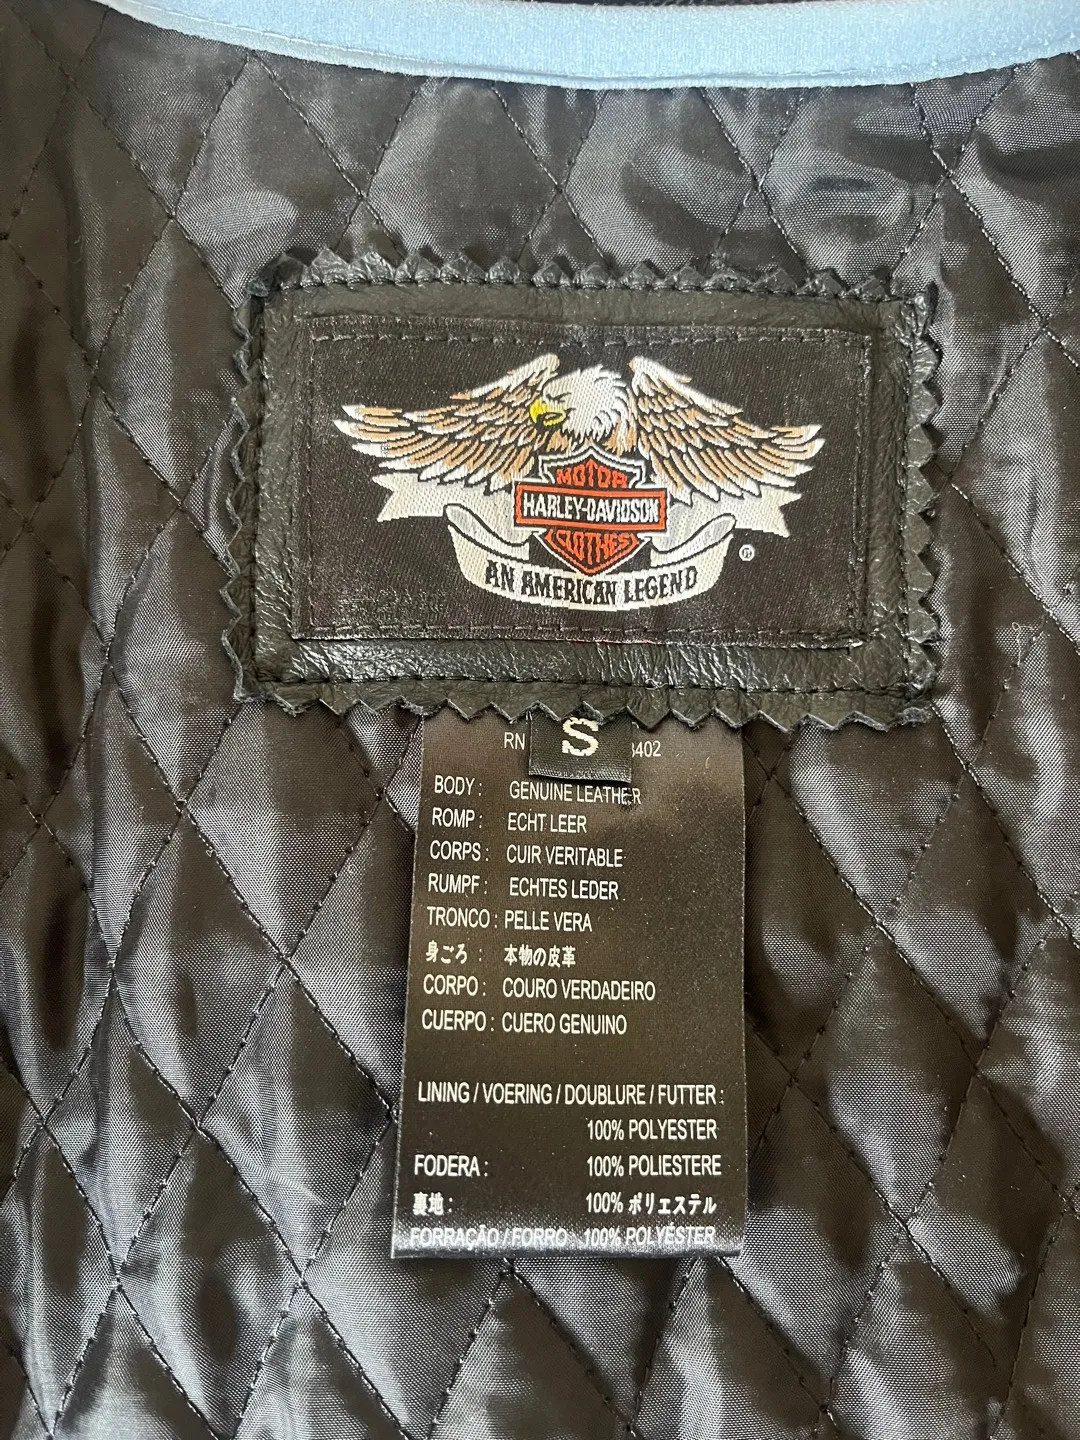 MOTOR
HARLEY-DAVIDSON
CLOTHES
AN AMERICAN LEGEND
®
S
RN 3402
BODY : GENUINE LEATHER
ROMP : ECHT LEER
CORPS : CUIR VERITABLE
RUMPF : ECHTES LEDER
TRONCO : PELLE VERA
身ごろ : 本物の皮革
CORPO : COURO VERDADEIRO
CUERPO : CUERO GENUINO
LINING / VOERING / DOUBLURE / FUTTER :
100% POLYESTER
FODERA : 100% POLIESTERE
裏地 : 100% ポリエステル
FORRAÇÃO / FORRO 100% POLYÉSTER